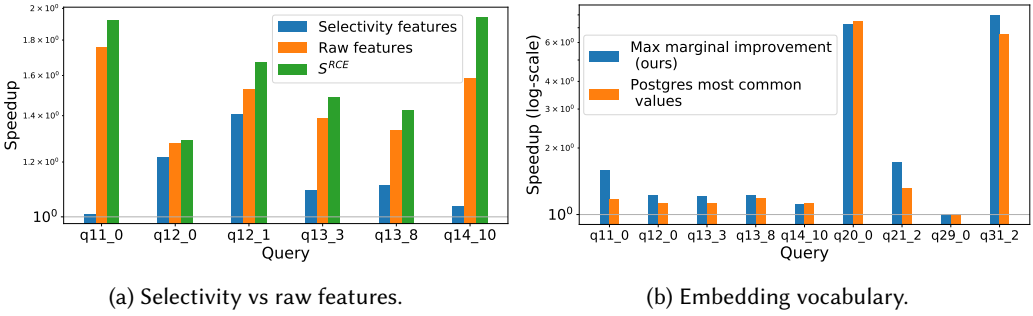 Speedup
2 × 10⁰
1.8 × 10⁰
1.6 × 10⁰
1.4 × 10⁰
1.2 × 10⁰
10⁰
Selectivity features
Raw features
S^RCE
q11_0 q12_0 q12_1 q13_3 q13_8 q14_10
Query
(a) Selectivity vs raw features.
Speedup (log-scale)
6 × 10⁰
4 × 10⁰
3 × 10⁰
2 × 10⁰
10⁰
Max marginal improvement
(ours)
Postgres most common
values
q11_0 q12_0 q13_3 q13_8 q14_10 q20_0 q21_2 q29_0 q31_2
Query
(b) Embedding vocabulary.